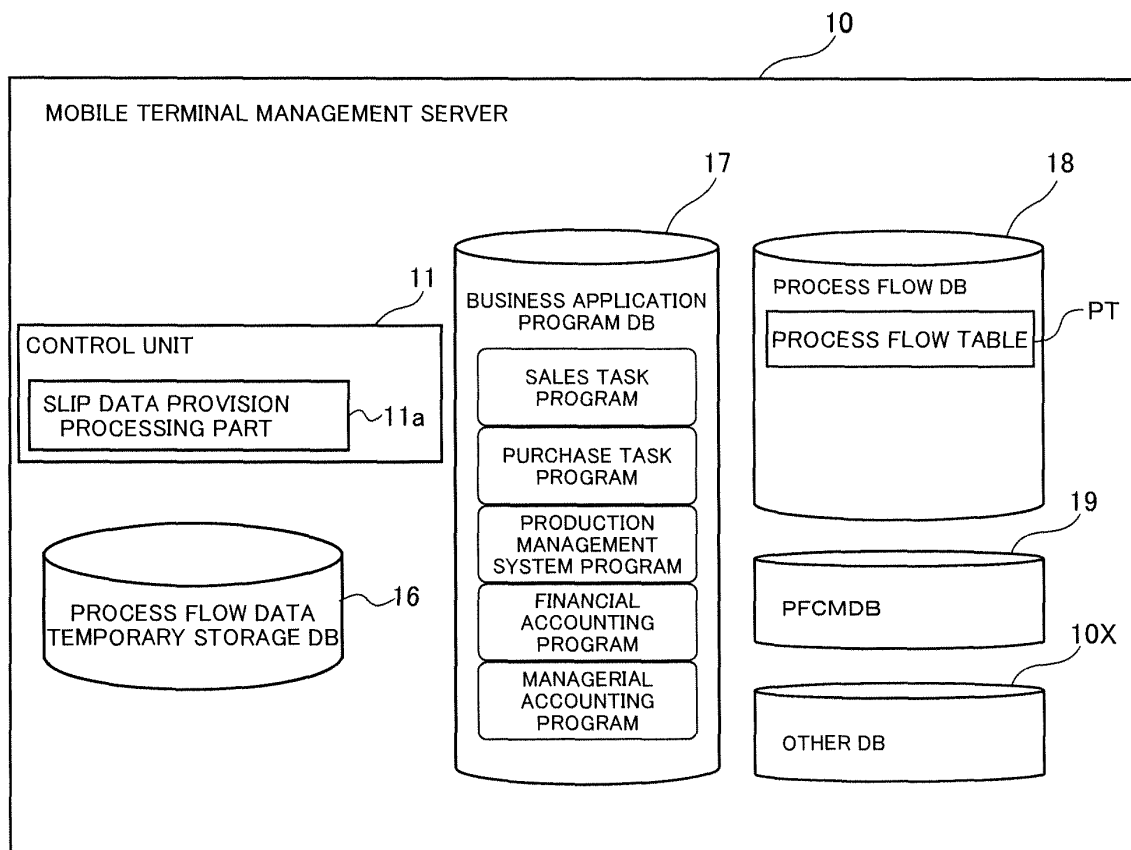 10
MOBILE TERMINAL MANAGEMENT SERVER
17
18
11
CONTROL UNIT
SLIP DATA PROVISION
PROCESSING PART
11a
BUSINESS APPLICATION
PROGRAM DB
SALES TASK
PROGRAM
PURCHASE TASK
PROGRAM
PRODUCTION
MANAGEMENT
SYSTEM PROGRAM
FINANCIAL
ACCOUNTING
PROGRAM
MANAGERIAL
ACCOUNTING
PROGRAM
PROCESS FLOW DB
PROCESS FLOW TABLE
PT
PROCESS FLOW DATA
TEMPORARY STORAGE DB
16
19
PFCMDB
10X
OTHER DB